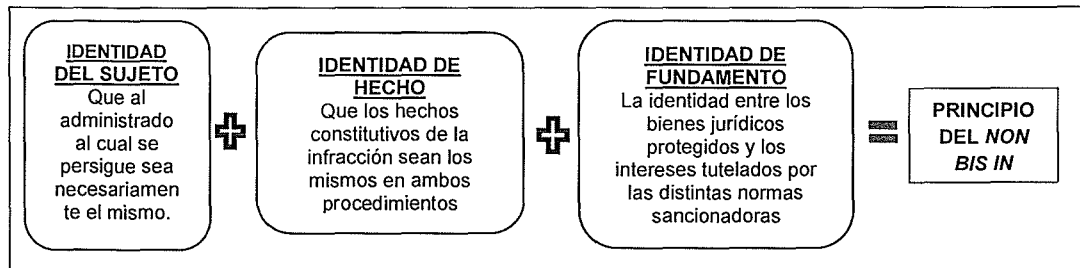 IDENTIDAD
DEL SUJETO
Que al
administrado
al cual se
persigue sea
necesariamen
te el mismo.
IDENTIDAD DE
HECHO
Que los hechos
constitutivos de la
infracción sean los
mismos en ambos
procedimientos
IDENTIDAD DE
FUNDAMENTO
La identidad entre los
bienes jurídicos
protegidos y los
intereses tutelados por
las distintas normas
sancionadoras
PRINCIPIO
DEL NON
BIS IN